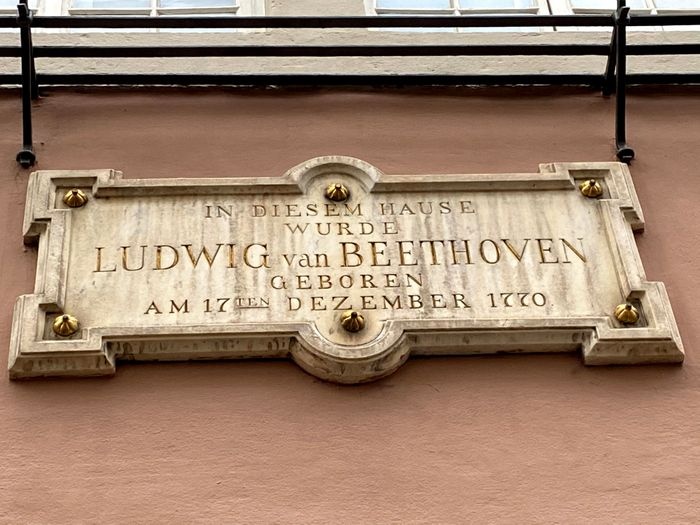 IN DIESEM HAUSE
WURDE
LUDWIG van BEETHOVEN
GEBOREN
AM 17TEN DEZEMBER 1770.